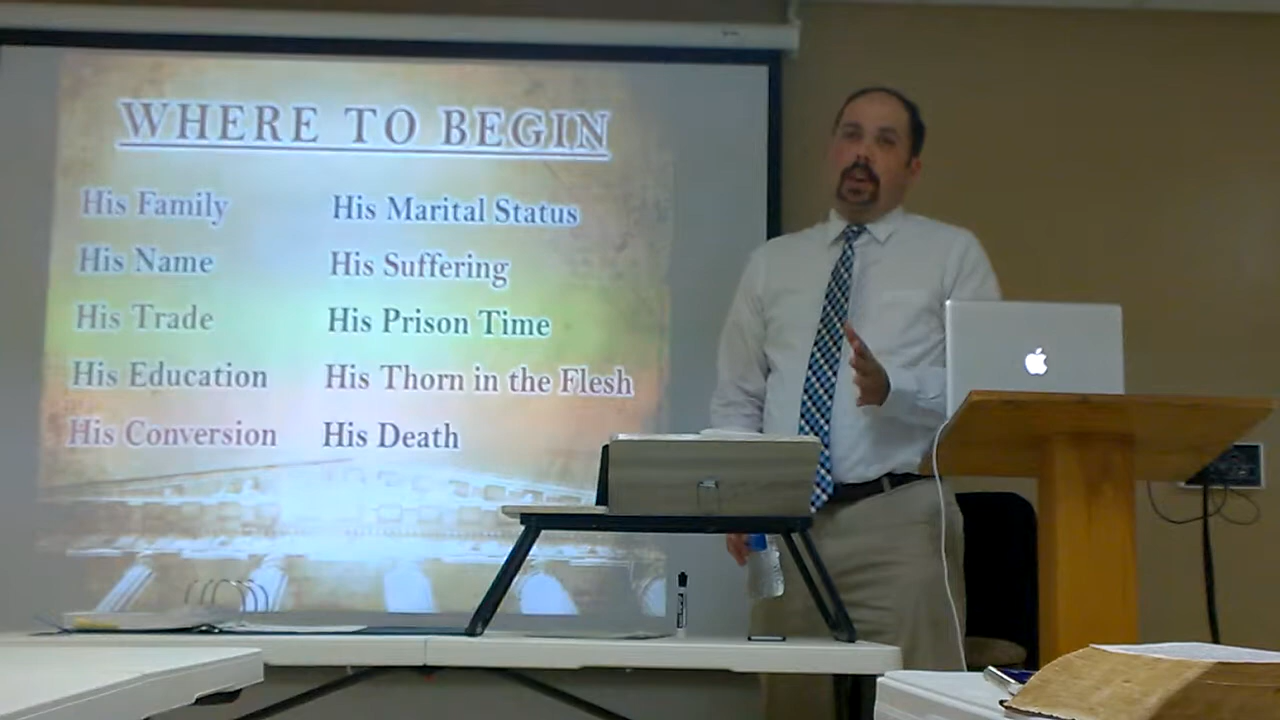 WHERE TO BEGIN
His Family
His Name
His Trade
His Education
His Conversion
His Marital Status
His Suffering
His Prison Time
His Thorn in the Flesh
His Death